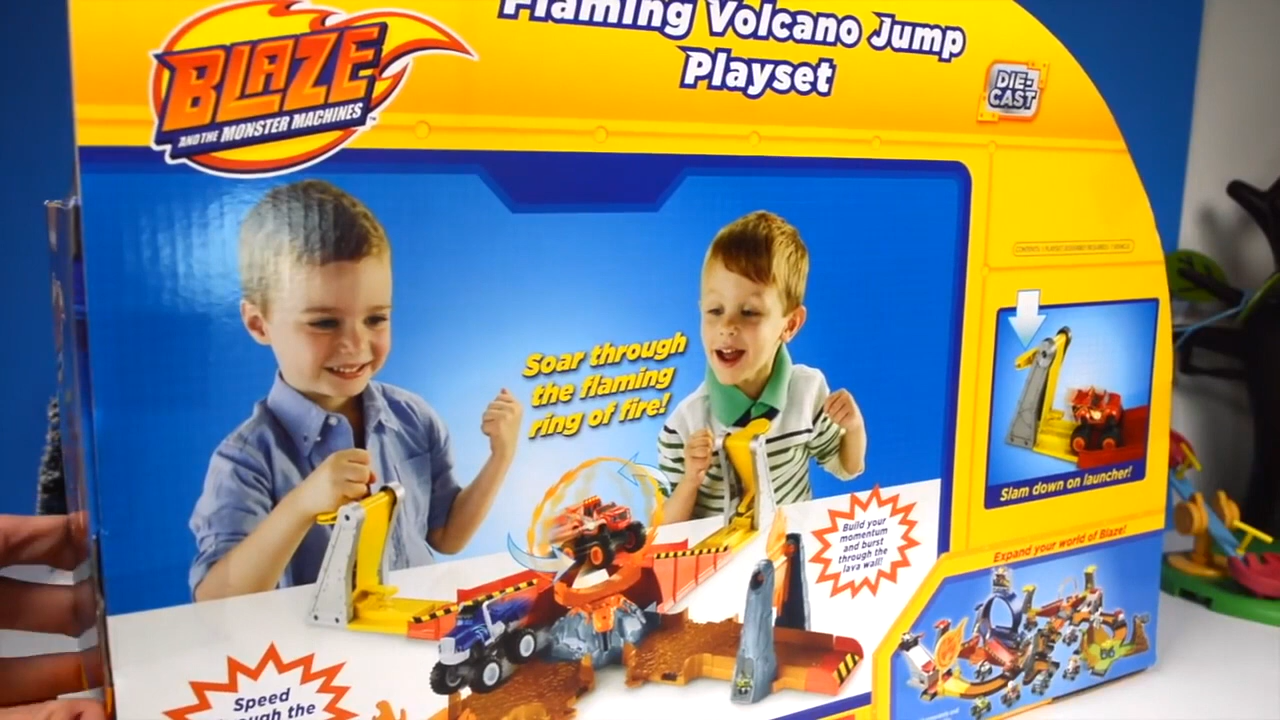 BLAZE
AND THE MONSTER MACHINES
Flaming Volcano Jump
Playset
DIE-
CAST
Soar through
the flaming
ring of fire!
Slam down on launcher!
Build your
momentum
and burst
through the
lava wall!
Expand your world of Blaze!
Speed
the